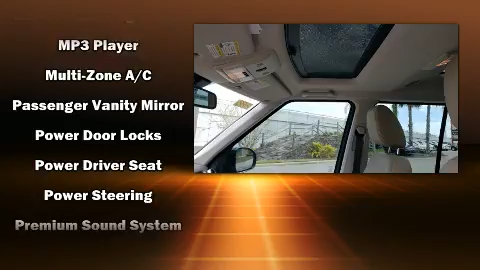 MP3 Player
Multi-Zone A/C
Passenger Vanity Mirror
Power Door Locks
Power Driver Seat
Power Steering
Premium Sound System